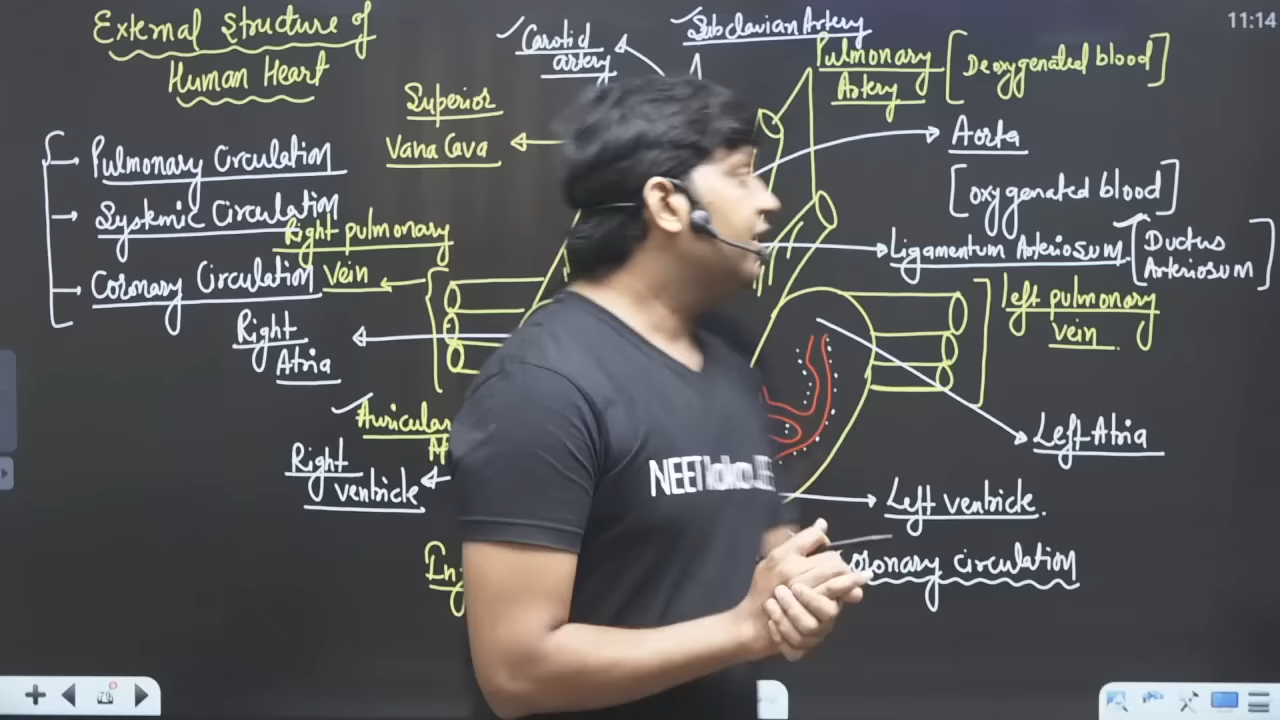 External Structure of
Human Heart
Pulmonary Circulation
Systemic Circulation
Coronary Circulation
Carotid
artery
Subclavian Artery
Superior
Vana Cava
Right pulmonary
vein
Right
Atria
Auricular
Right
ventricle
Pulmonary
Artery
[Deoxygenated blood]
Aorta
[oxygenated blood]
Ligamentum Arteriosum
[Ductus
Arteriosum]
left pulmonary
vein
Left Atria
Left ventricle.
circulation
NEET
11:14